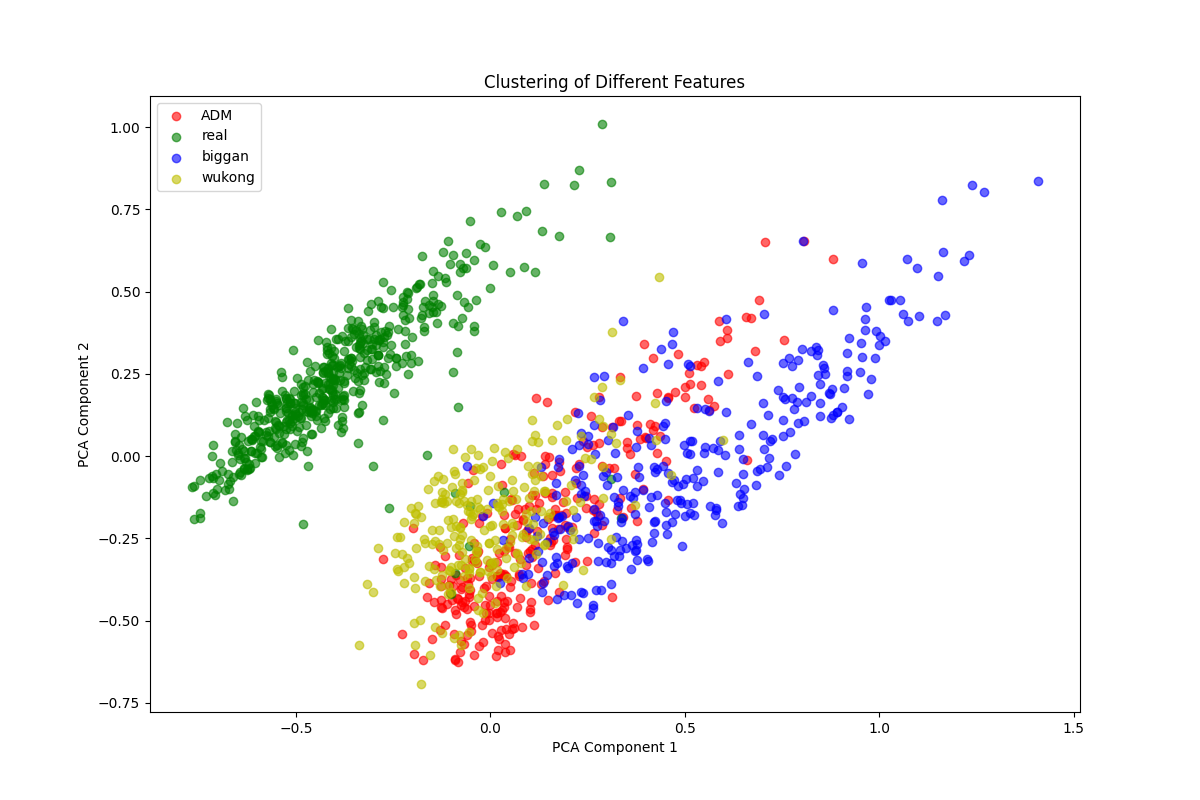 Clustering of Different Features
ADM
real
biggan
wukong
1.00
0.75
0.50
0.25
0.00
−0.25
−0.50
−0.75
PCA Component 2
−0.5
0.0
0.5
1.0
1.5
PCA Component 1